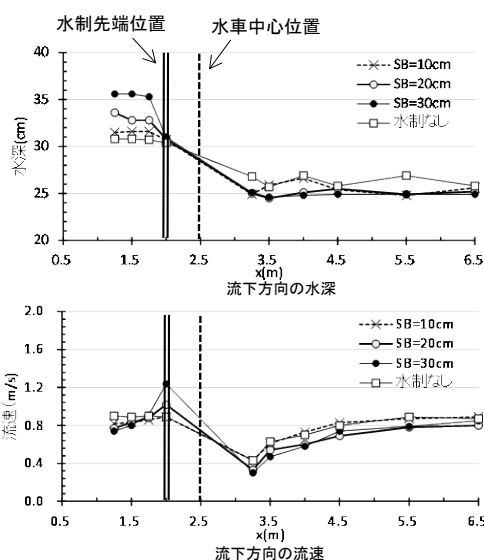 水制先端位置
水車中心位置
40
35
30
25
20
水深(cm)
SB=10cm
SB=20cm
SB=30cm
水制なし
0.5 1.5 2.5 3.5 4.5 5.5 6.5
x(m)
流下方向の水深
2.0
1.6
1.2
0.8
0.4
0.0
流速(m/s)
SB=10cm
SB=20cm
SB=30cm
水制なし
0.5 1.5 2.5 3.5 4.5 5.5 6.5
x(m)
流下方向の流速